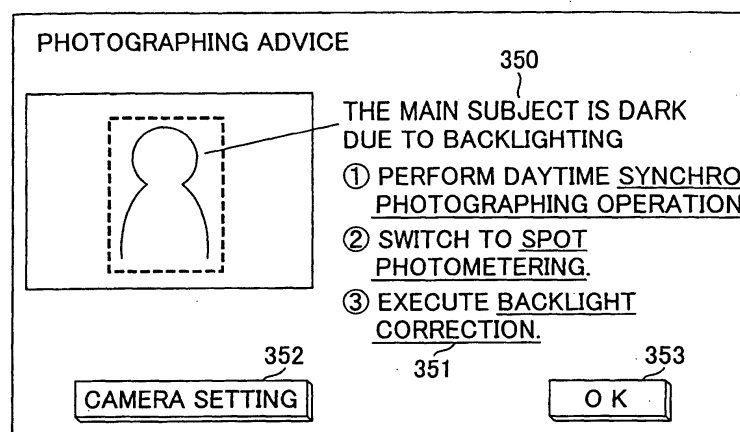 PHOTOGRAPHING ADVICE
350
THE MAIN SUBJECT IS DARK
DUE TO BACKLIGHTING
① PERFORM DAYTIME SYNCHRO
PHOTOGRAPHING OPERATION
② SWITCH TO SPOT
PHOTOMETERING.
③ EXECUTE BACKLIGHT
CORRECTION.
351
352
CAMERA SETTING
353
O K